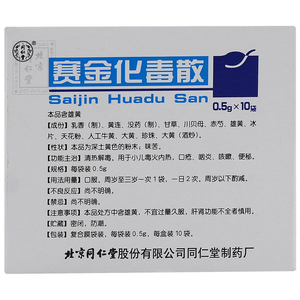 北京同仁堂
赛金化毒散
Saijin Huadu San
0.5g×10袋
本品含雄黄
[成份] 乳香（制）、黄连、没药（制）、甘草、川贝母、赤芍、雄黄、冰
片、天花粉、人工牛黄、大黄、珍珠、大黄（酒炒）。
[性状] 本品为深土黄色的粉末；味苦。
[功能主治] 清热解毒。用于小儿毒火内热，口疮，咽炎，咳嗽，便秘。
[规格] 每袋装0.5g
[用法用量] 口服。周岁至三岁一次1袋，一日2次。周岁以下酌减。
[不良反应] 尚不明确。
[禁忌] 尚不明确。
[注意事项] 本品处方中含雄黄，不宜过量久服，肝肾功能不全者慎用。
[贮藏] 密闭，防潮。
[包装] 复合膜袋装，每袋装0.5g，每盒装10袋。
北京同仁堂股份有限公司同仁堂制药厂